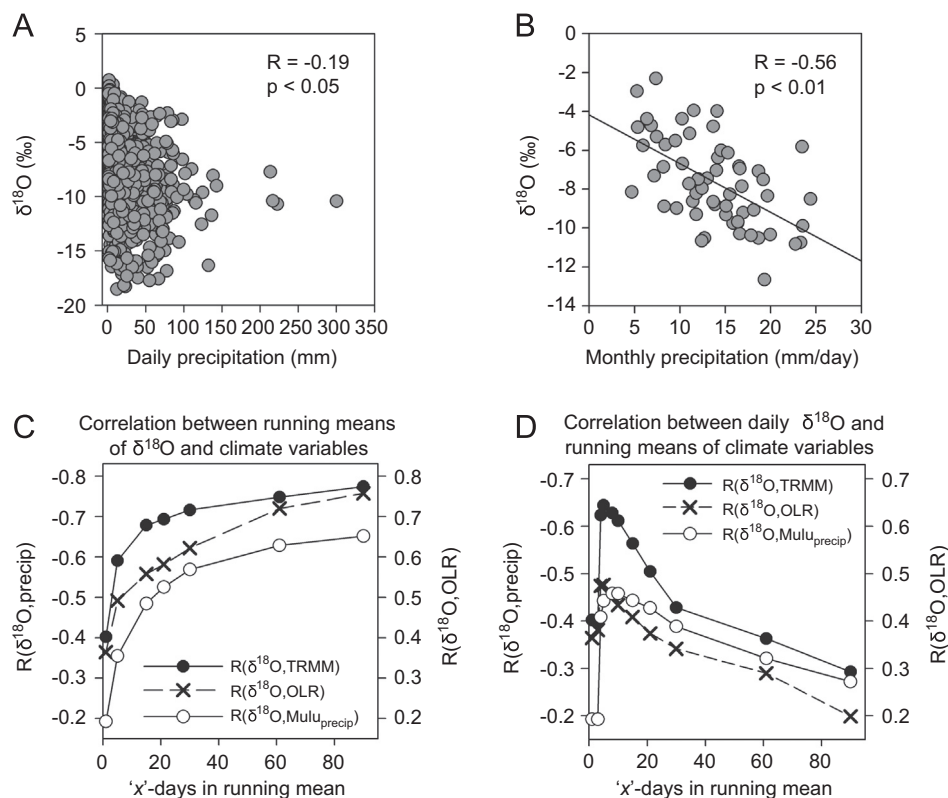 A
R = -0.19
p < 0.05
5
0
-5
-10
-15
-20
δ18O (‰)
0 50 100 150 200 250 300 350
Daily precipitation (mm)
B
R = -0.56
p < 0.01
0
-2
-4
-6
-8
-10
-12
-14
δ18O (‰)
0 5 10 15 20 25 30
Monthly precipitation (mm/day)
C
Correlation between running means
of δ18O and climate variables
-0.8
-0.7
-0.6
-0.5
-0.4
-0.3
-0.2
R(δ18O,precip)
0.8
0.7
0.6
0.5
0.4
0.3
0.2
R(δ18O,OLR)
R(δ18O,TRMM)
R(δ18O,OLR)
R(δ18O,Muluprecip)
0 20 40 60 80
'x'-days in running mean
D
Correlation between daily δ18O and
running means of climate variables
-0.7
-0.6
-0.5
-0.4
-0.3
-0.2
R(δ18O,precip)
0.7
0.6
0.5
0.4
0.3
0.2
R(δ18O,OLR)
R(δ18O,TRMM)
R(δ18O,OLR)
R(δ18O,Muluprecip)
0 20 40 60 80
'x'-days in running mean